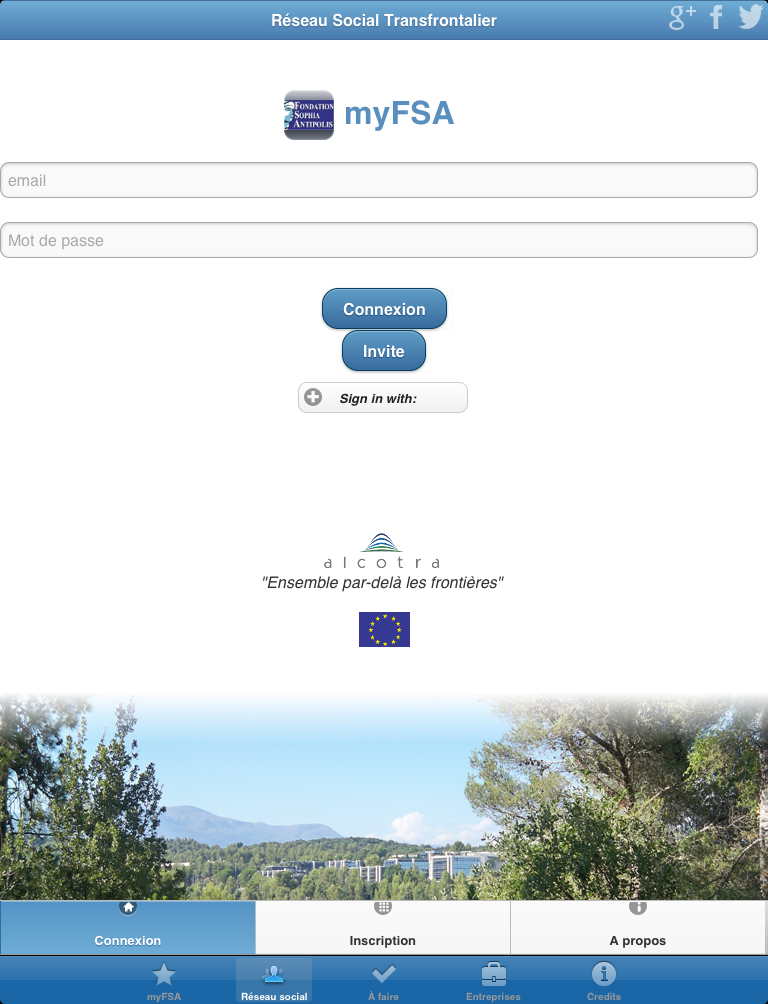 Réseau Social Transfrontalier
g+ f
FONDATION
SOPHIA
ANTIPOLIS
myFSA
email
Mot de passe
Connexion
Invite
Sign in with:
alcotra
"Ensemble par-delà les frontières"
Connexion Inscription A propos
myFSA Réseau social À faire Entreprises Credits